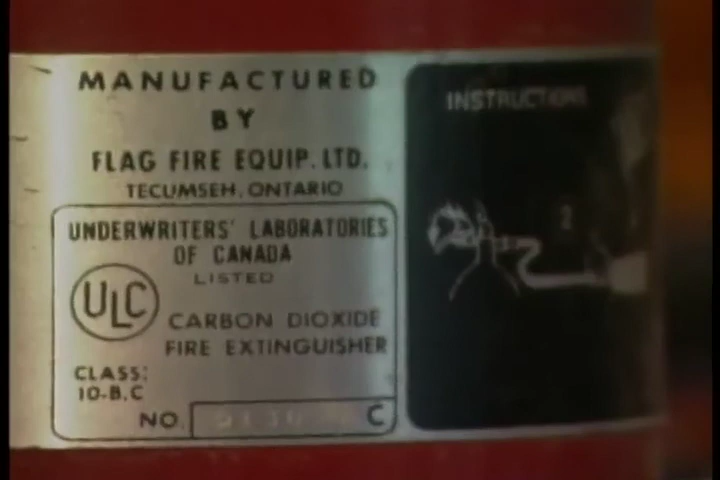 MANUFACTURED
BY
FLAG FIRE EQUIP. LTD.
TECUMSEH, ONTARIO
UNDERWRITERS' LABORATORIES
OF CANADA
LISTED
ULC
CARBON DIOXIDE
FIRE EXTINGUISHER
CLASS:
10-B,C
NO. C
INSTRUCTIONS
2